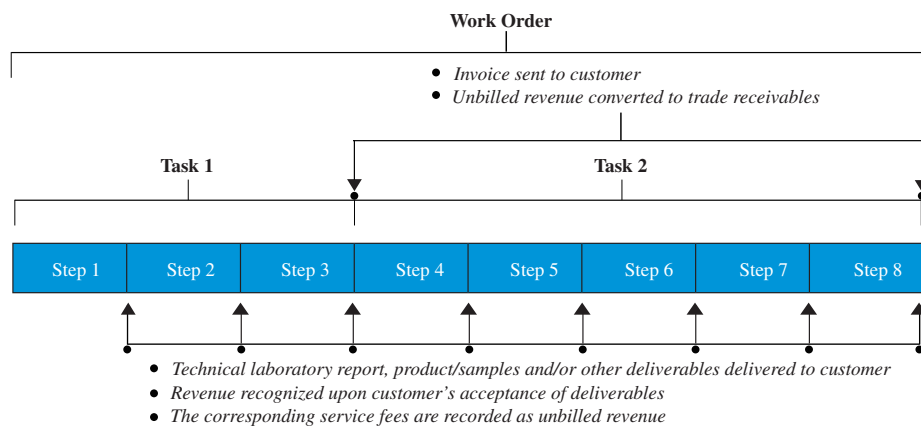 Work Order
• Invoice sent to customer
• Unbilled revenue converted to trade receivables
Task 1
Task 2
Step 1
Step 2
Step 3
Step 4
Step 5
Step 6
Step 7
Step 8
• Technical laboratory report, product/samples and/or other deliverables delivered to customer
• Revenue recognized upon customer's acceptance of deliverables
• The corresponding service fees are recorded as unbilled revenue